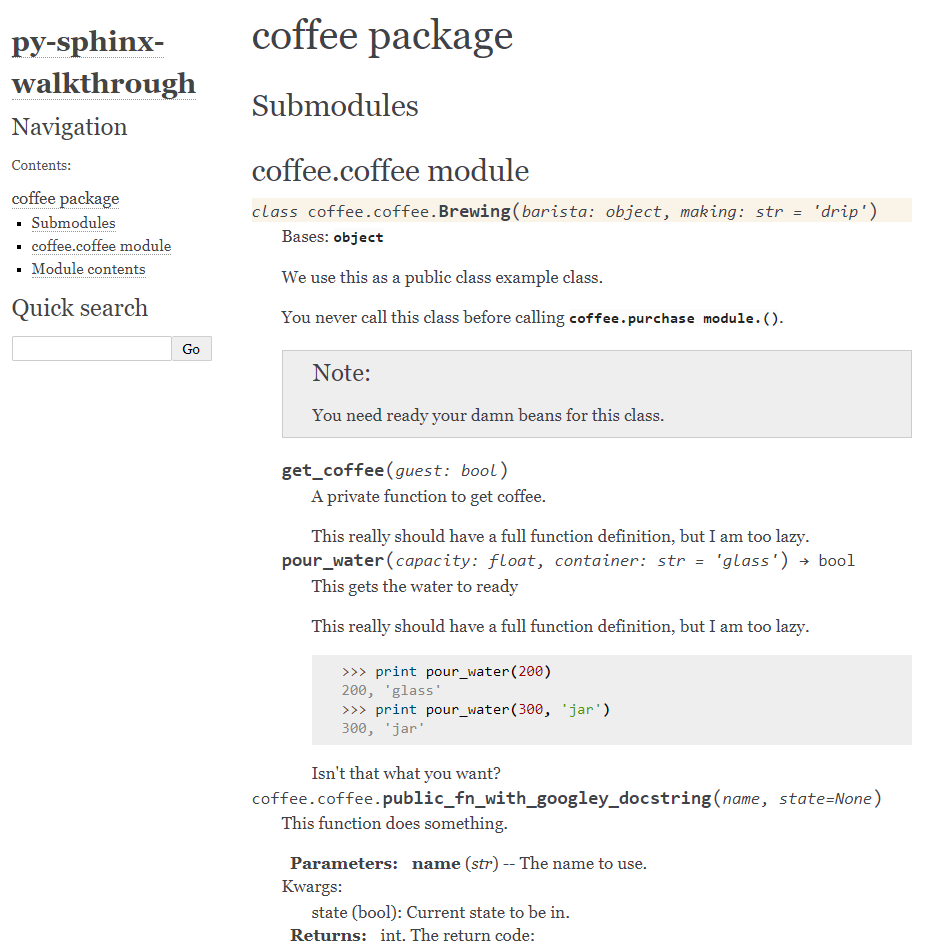 py-sphinx-
walkthrough
Navigation
Contents:
coffee package
Submodules
coffee.coffee module
Module contents
Quick search
Go
coffee package
Submodules
coffee.coffee module
class coffee.coffee.Brewing(barista: object, making: str = 'drip')
Bases: object
We use this as a public class example class.
You never call this class before calling coffee.purchase module.().
Note:
You need ready your damn beans for this class.
get_coffee(guest: bool)
A private function to get coffee.
This really should have a full function definition, but I am too lazy.
pour_water(capacity: float, container: str = 'glass') → bool
This gets the water to ready
This really should have a full function definition, but I am too lazy.
>>> print pour_water(200)
200, 'glass'
>>> print pour_water(300, 'jar')
300, 'jar'
Isn't that what you want?
coffee.coffee.public_fn_with_googley_docstring(name, state=None)
This function does something.
Parameters: name (str) -- The name to use.
Kwargs:
state (bool): Current state to be in.
Returns: int. The return code: